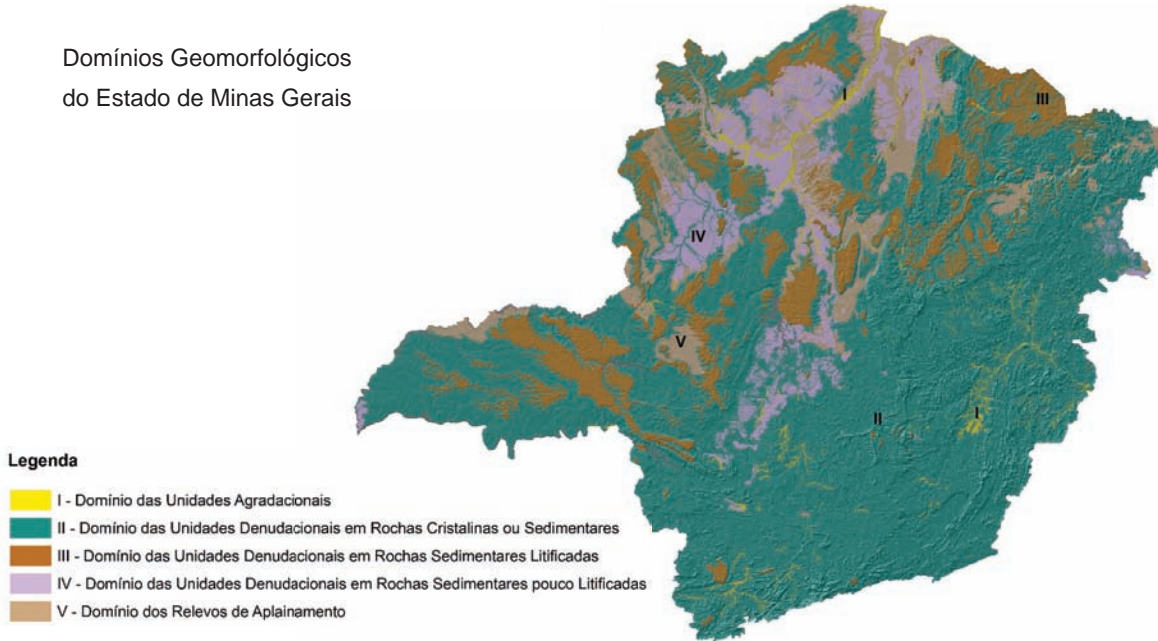 Domínios Geomorfológicos
do Estado de Minas Gerais
I
III
IV
V
II
I
Legenda
I - Domínio das Unidades Agradacionais
II - Domínio das Unidades Denudacionais em Rochas Cristalinas ou Sedimentares
III - Domínio das Unidades Denudacionais em Rochas Sedimentares Litificadas
IV - Domínio das Unidades Denudacionais em Rochas Sedimentares pouco Litificadas
V - Domínio dos Relevos de Aplainamento